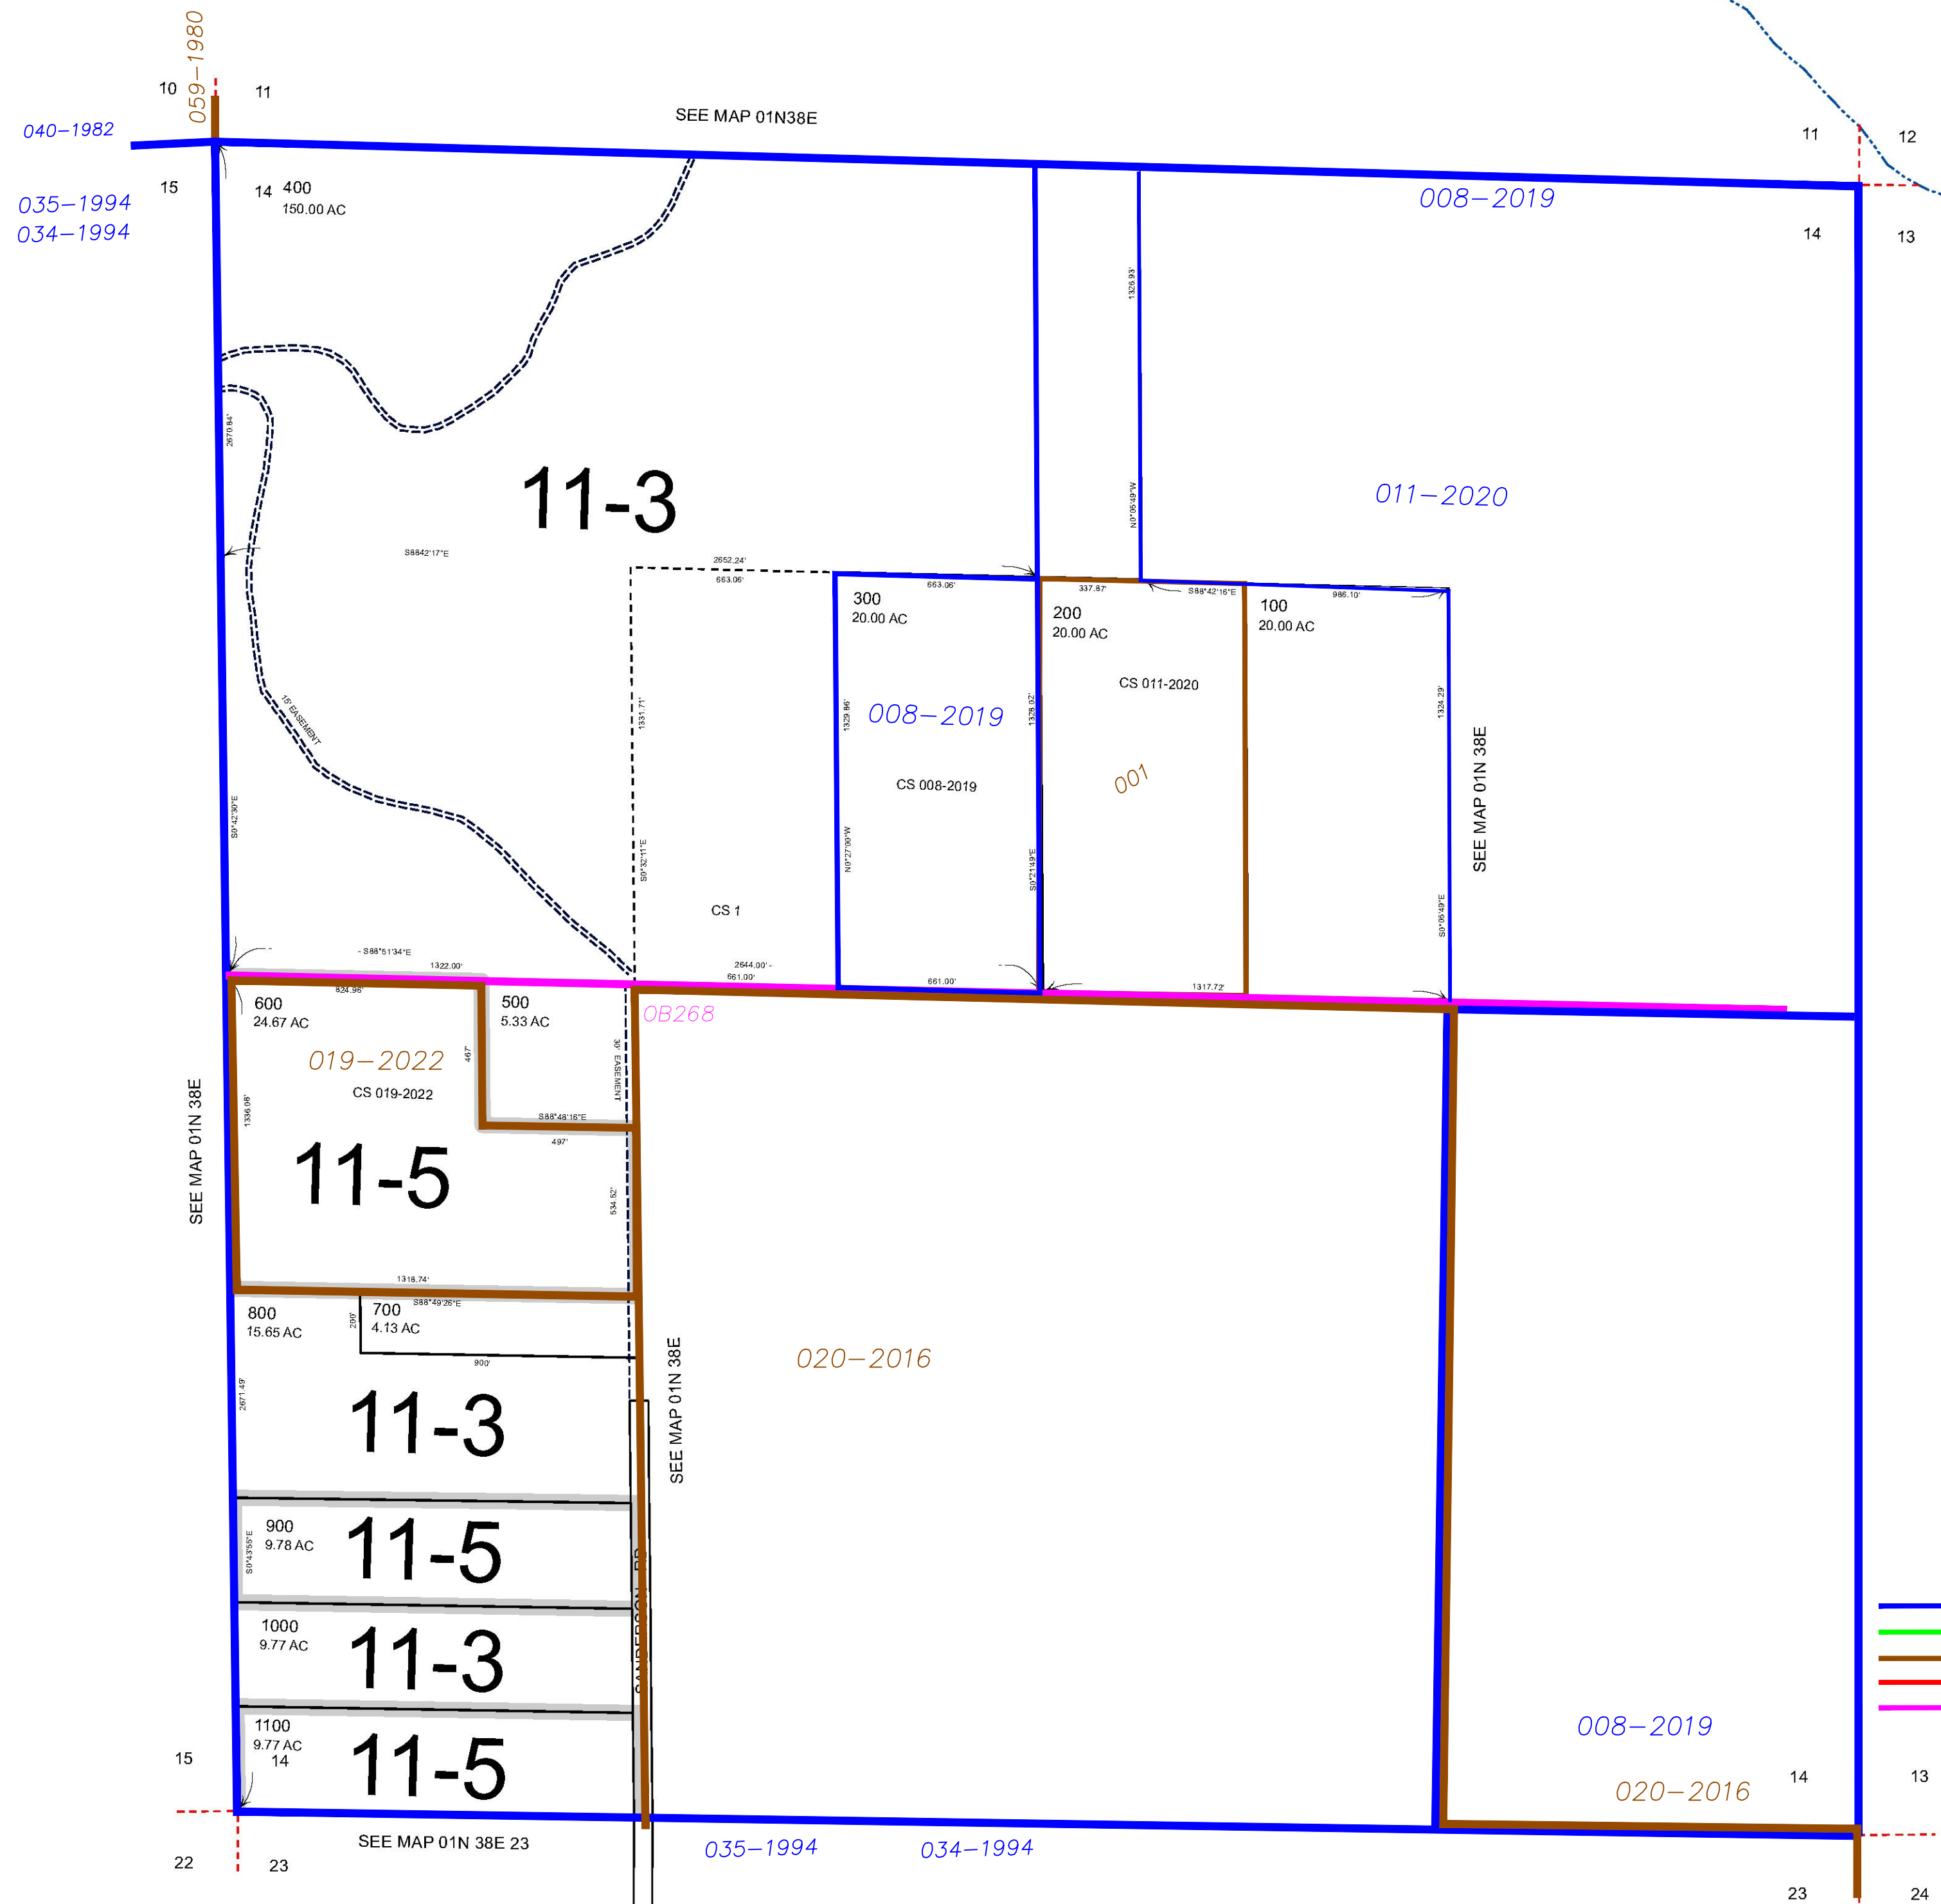 059-1980
10
11
SEE MAP 01N38E
040-1982
11
12
15
14
400
150.00 AC
035-1994
034-1994
008-2019
14
13
1326.93'
2670.84'
11-3
N0°05'49"W
011-2020
S8842'17"E
2652.24'
663.06'
663.06'
337.87'
S88°42'16"E
986.10'
300
20.00 AC
200
20.00 AC
100
20.00 AC
CS 011-2020
15' EASEMENT
1331.71'
1329.86'
008-2019
1328.02'
1324.29'
001
CS 008-2019
SEE MAP 01N 38E
S0°42'30"E
S0°32'11"E
N0°27'00"W
S0°21'49"E
S0°05'49"E
CS 1
- S88°51'34"E
1322.00'
2644.00' -
661.00'
661.00'
1317.72'
824.96'
600
24.67 AC
500
5.33 AC
OB268
019-2022
467'
30' EASEMENT
CS 019-2022
1336.08'
SEE MAP 01N 38E
S88°48'16"E
497'
11-5
534.52'
1318.74'
S88°49'26"E
800
15.65 AC
700
4.13 AC
200'
900'
020-2016
2671.49'
11-3
SEE MAP 01N 38E
900
9.78 AC
11-5
S0°43'55"E
SANDERSON RD
1000
9.77 AC
11-3
1100
9.77 AC
14
11-5
15
008-2019
020-2016
14
13
SEE MAP 01N 38E 23
035-1994
034-1994
22
23
23
24